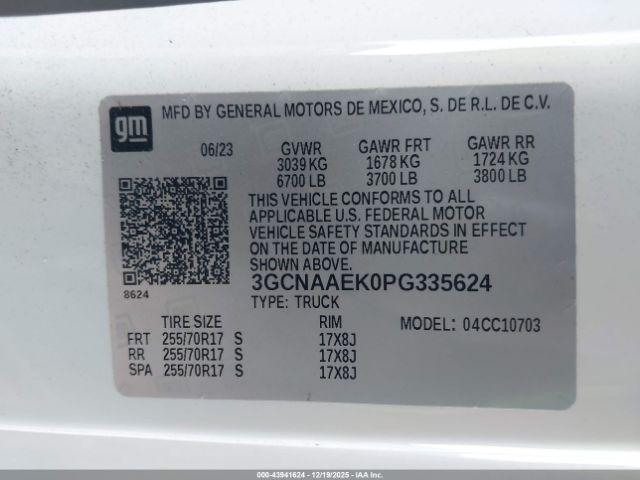 gm
MFD BY GENERAL MOTORS DE MEXICO, S. DE R.L. DE C.V.
06/23 GVWR GAWR FRT GAWR RR
3039 KG 1678 KG 1724 KG
6700 LB 3700 LB 3800 LB
THIS VEHICLE CONFORMS TO ALL
APPLICABLE U.S. FEDERAL MOTOR
VEHICLE SAFETY STANDARDS IN EFFECT
ON THE DATE OF MANUFACTURE
SHOWN ABOVE.
3GCNAAEK0PG335624
8624
TYPE: TRUCK
TIRE SIZE RIM MODEL: 04CC10703
FRT 255/70R17 S 17X8J
RR 255/70R17 S 17X8J
SPA 255/70R17 S 17X8J
000-43941624 - 12/19/2025 - IAAI.COM